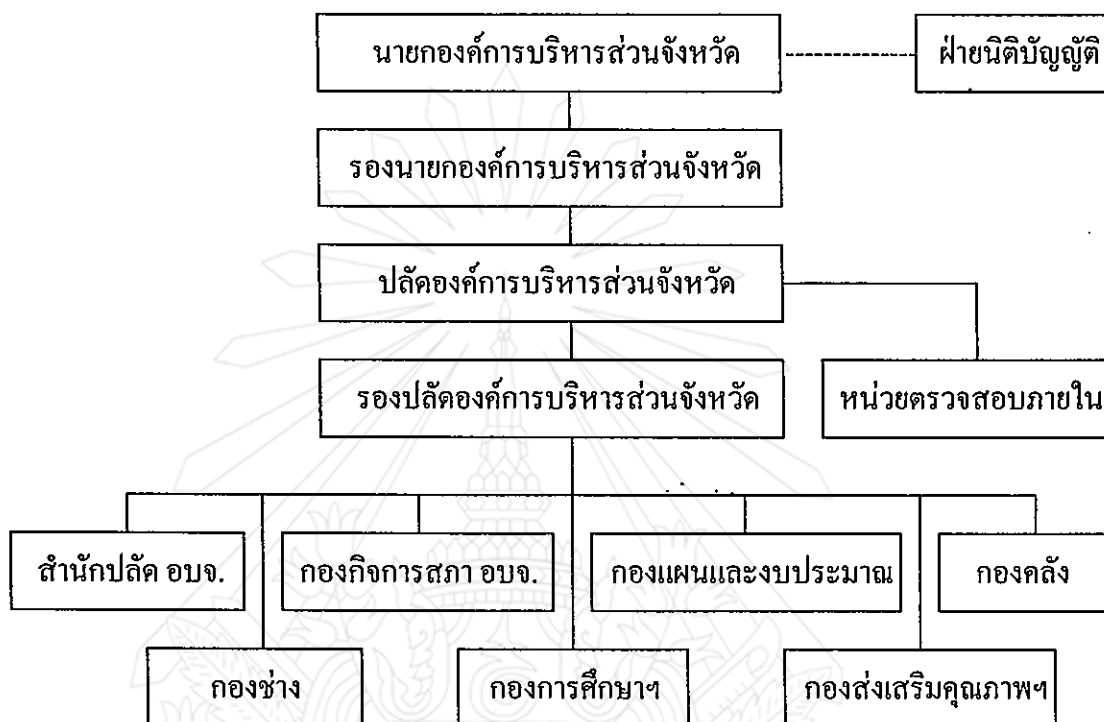 นายกองค์การบริหารส่วนจังหวัด
ฝ่ายนิติบัญญัติ
รองนายกองค์การบริหารส่วนจังหวัด
ปลัดองค์การบริหารส่วนจังหวัด
รองปลัดองค์การบริหารส่วนจังหวัด
หน่วยตรวจสอบภายใน
สำนักปลัด อบจ.
กองกิจการสภา อบจ.
กองแผนและงบประมาณ
กองคลัง
กองช่าง
กองการศึกษาฯ
กองส่งเสริมคุณภาพฯ